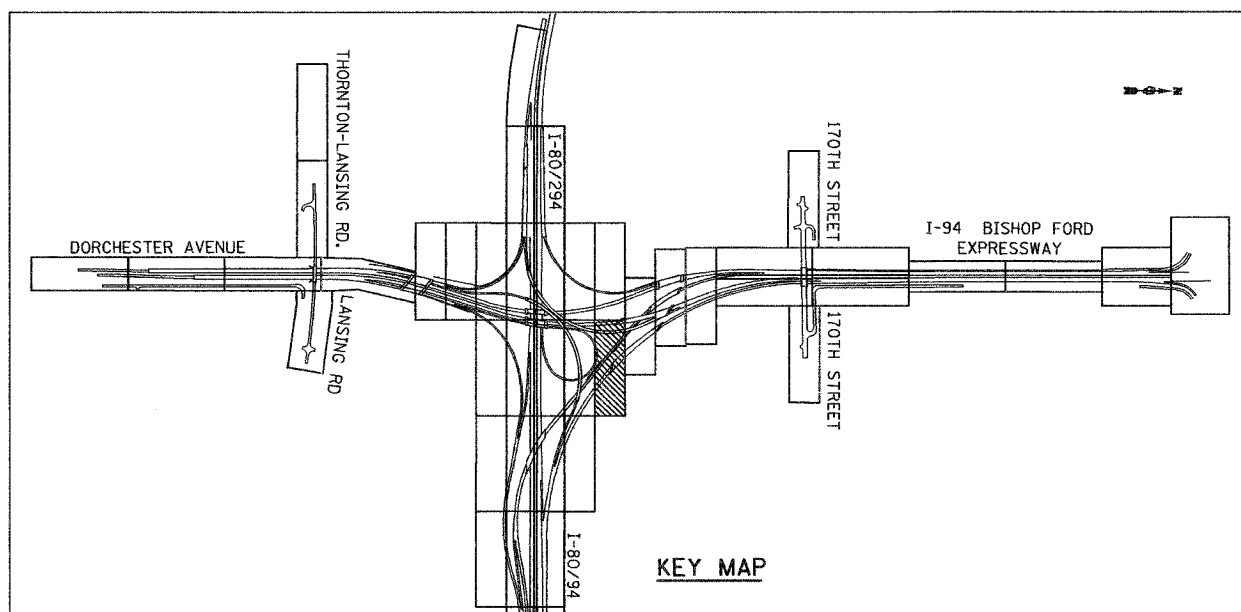 THORNTON-LANSING RD.
I-80/294
N
170TH STREET
I-94 BISHOP FORD
EXPRESSWAY
DORCHESTER AVENUE
LANSING RD
170TH STREET
I-80/94
KEY MAP